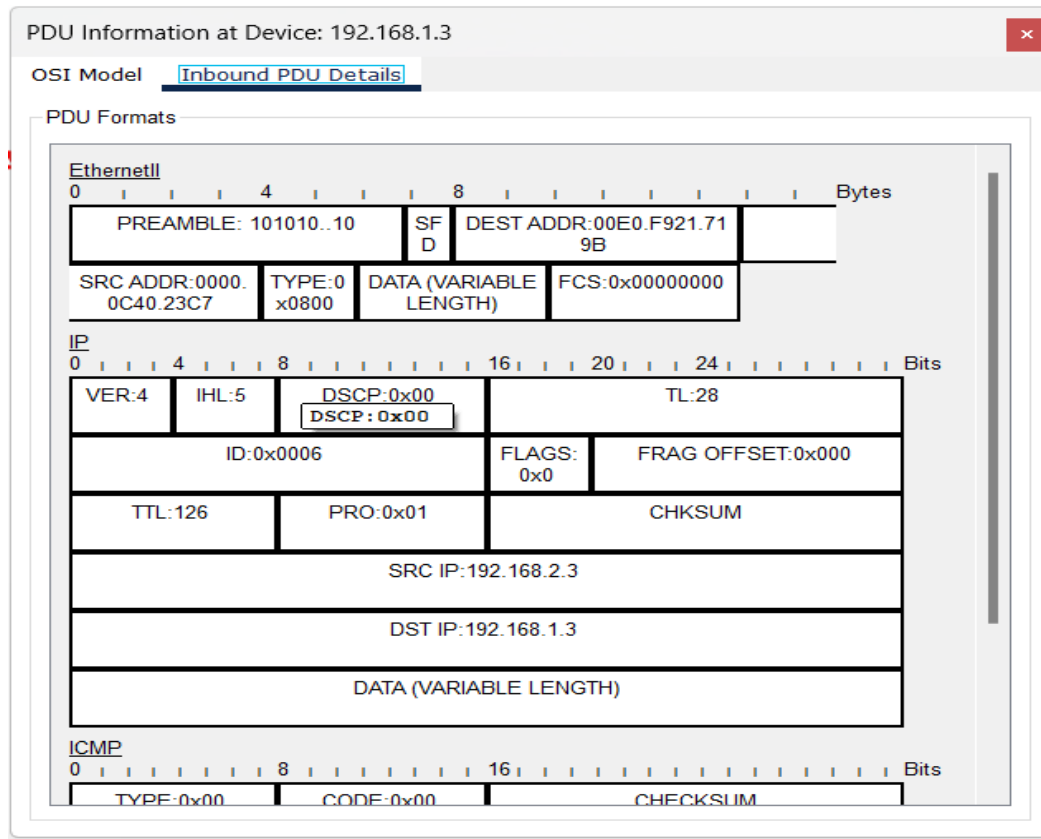 PDU Information at Device: 192.168.1.3
×
OSI Model Inbound PDU Details
PDU Formats
EthernetII
0 4 8 Bytes
PREAMBLE: 101010..10 SF DEST ADDR:00E0.F921.71
D 9B
SRC ADDR:0000. TYPE:0 DATA (VARIABLE FCS:0x00000000
0C40.23C7 x0800 LENGTH)
IP
0 4 8 16 20 24 Bits
VER:4 IHL:5 DSCP:0x00 TL:28
DSCP:0x00
ID:0x0006 FLAGS: FRAG OFFSET:0x000
0x0
TTL:126 PRO:0x01 CHKSUM
SRC IP:192.168.2.3
DST IP:192.168.1.3
DATA (VARIABLE LENGTH)
ICMP
0 8 16 Bits
TYPE:0x00 CODE:0x00 CHECKSUM